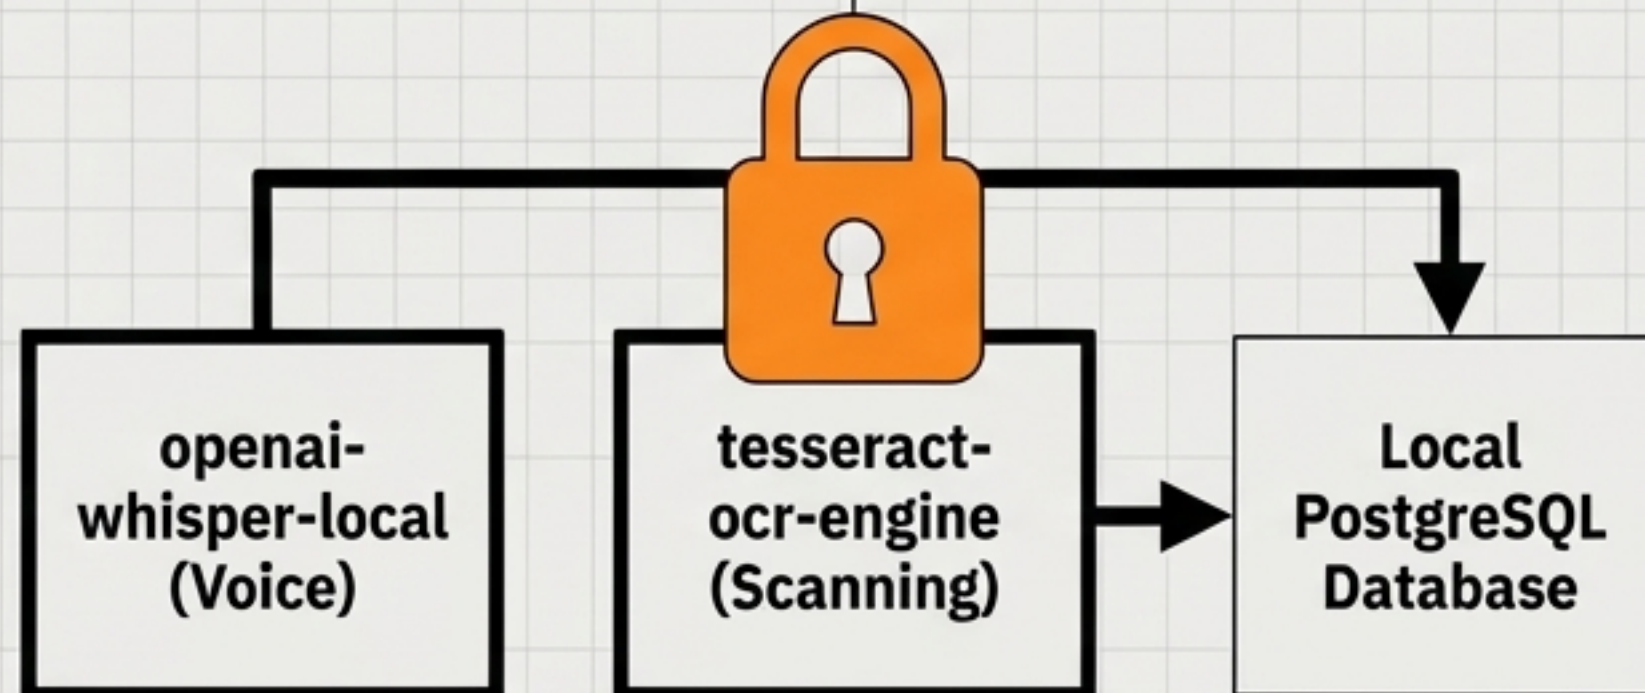 openai-
whisper-local
(Voice)
tesseract-
ocr-engine
(Scanning)
Local
PostgreSQL
Database